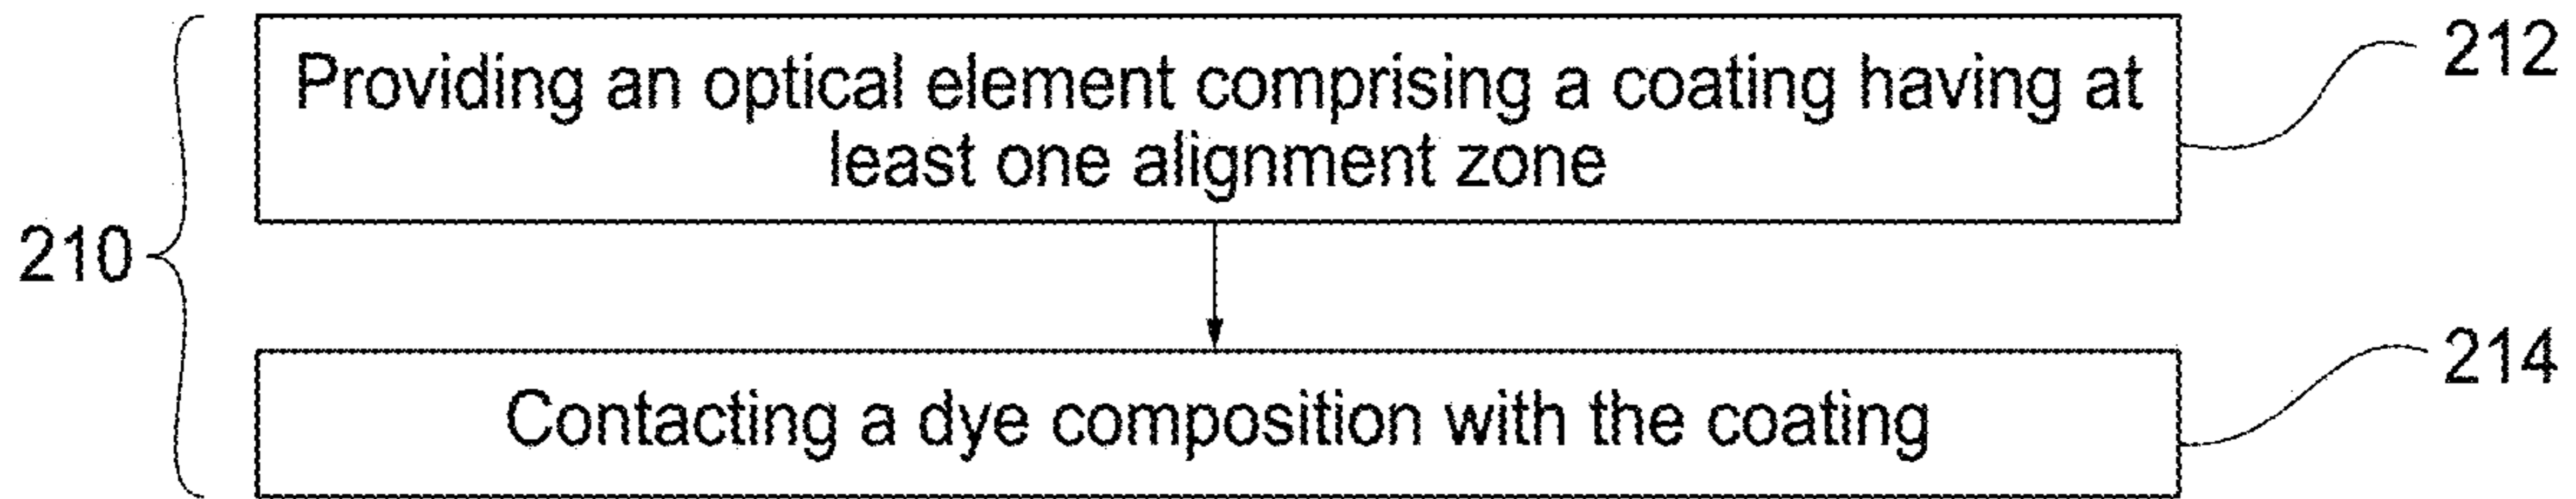 Providing an optical element comprising a coating having at
least one alignment zone
212
210
Contacting a dye composition with the coating
214